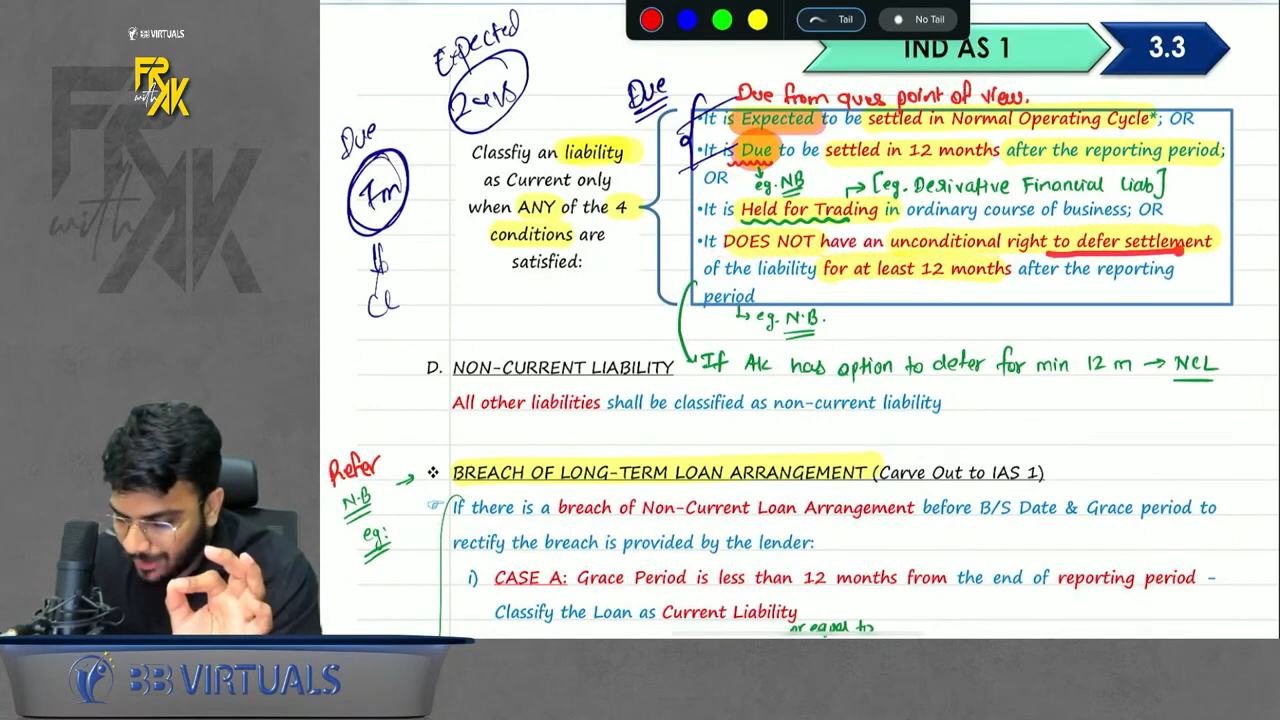 BB VIRTUALS
FR
with
AK
FR
with
AK
Tail
No Tail
IND AS 1
3.3
Expected
2 years
Due
Due from ques point of view.
Due
7m
CL
Classfiy an liability
as Current only
when ANY of the 4
conditions are
satisfied:
•It is Expected to be settled in Normal Operating Cycle*; OR
•It is Due to be settled in 12 months after the reporting period;
OR
eg. NB
[eg. Derivative Financial Liab]
•It is Held for Trading in ordinary course of business; OR
•It DOES NOT have an unconditional right to defer settlement
of the liability for at least 12 months after the reporting
period
eg. N.B.
If AK has option to defer for min 12 m → NCL
D. NON-CURRENT LIABILITY
All other liabilities shall be classified as non-current liability
Refer
N.B
eg:
❖ BREACH OF LONG-TERM LOAN ARRANGEMENT (Carve Out to IAS 1)
☞ If there is a breach of Non-Current Loan Arrangement before B/S Date & Grace period to
rectify the breach is provided by the lender:
i) CASE A: Grace Period is less than 12 months from the end of reporting period -
Classify the Loan as Current Liability
or equal to
BB VIRTUALS